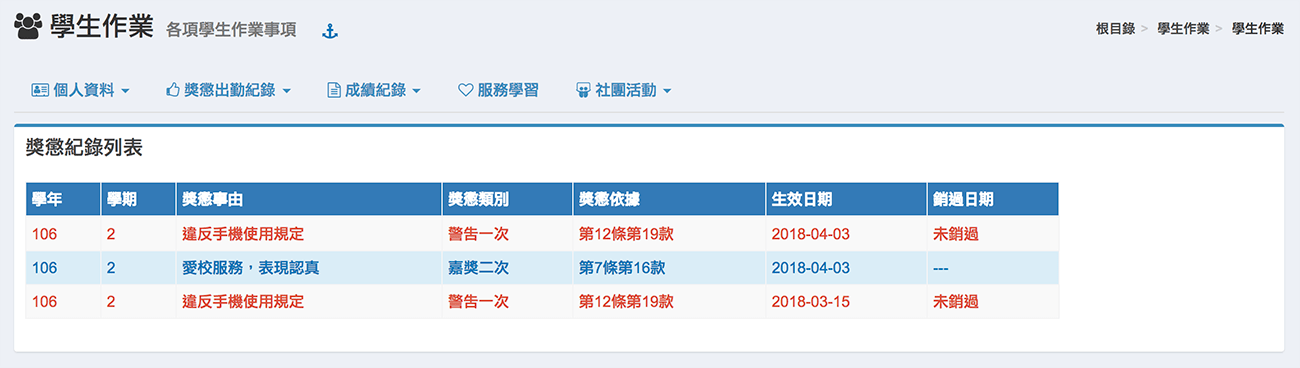 學生作業 各項學生作業事項 根目錄 > 學生作業 > 學生作業
個人資料 獎懲出勤紀錄 成績紀錄 服務學習 社團活動
獎懲紀錄列表
學年 學期 獎懲事由 獎懲類別 獎懲依據 生效日期 銷過日期
106 2 違反手機使用規定 警告一次 第12條第19款 2018-04-03 未銷過
106 2 愛校服務，表現認真 嘉獎二次 第7條第16款 2018-04-03 ---
106 2 違反手機使用規定 警告一次 第12條第19款 2018-03-15 未銷過